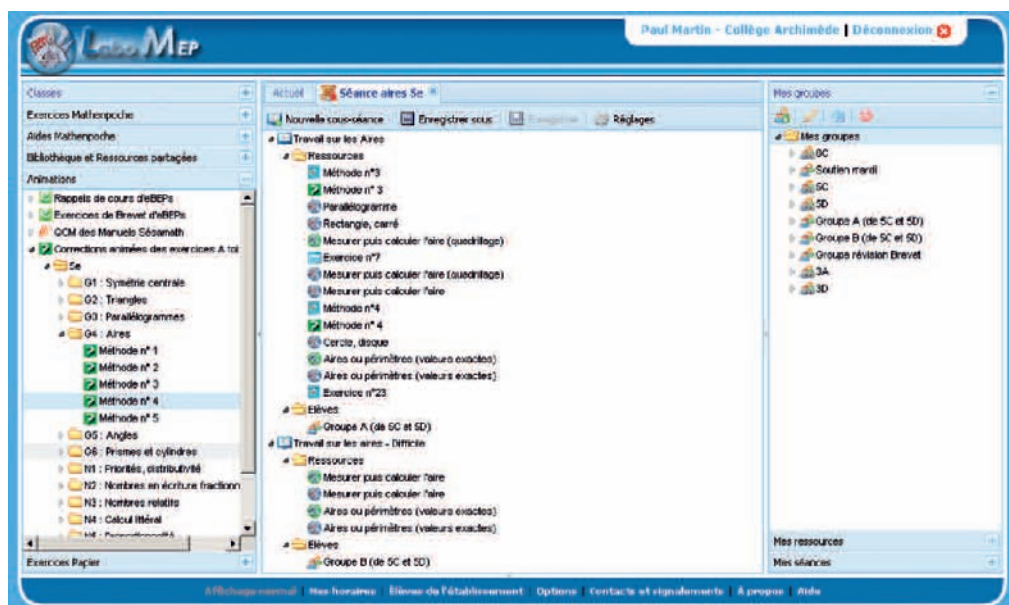 LaboMEP
Paul Martin - Collège Archimède | Déconnexion
Classes
Exercices Mathenpoche
Aides Mathenpoche
Bibliothèque et Ressources partagées
Animations
Rappels de cours d'eBEPs
Exercices de Brevet d'eBEPs
QCM des Manuels Sésamath
Corrections animées des exercices A toi
5e
G1 : Symétrie centrale
G2 : Triangles
G3 : Parallélogrammes
G4 : Aires
Méthode n° 1
Méthode n° 2
Méthode n° 3
Méthode n° 4
Méthode n° 5
G5 : Angles
G6 : Prismes et cylindres
N1 : Priorités, distributivité
N2 : Nombres en écriture fractionn
N3 : Nombres relatifs
N4 : Calcul littéral
Exercices Papier
Accueil Séance aires 5e
Nouvelle sous-séance Enregistrer sous Enregistrer Réglages
Travail sur les Aires
Ressources
Méthode n°3
Méthode n° 3
Parallélogramme
Rectangle, carré
Mesurer puis calculer l'aire (quadrillage)
Exercice n°7
Mesurer puis calculer l'aire (quadrillage)
Mesurer puis calculer l'aire
Méthode n°4
Méthode n° 4
Cercle, disque
Aires ou périmètres (valeurs exactes)
Aires ou périmètres (valeurs exactes)
Exercice n°23
Elèves
Groupe A (de 5C et 5D)
Travail sur les aires - Difficile
Ressources
Mesurer puis calculer l'aire
Mesurer puis calculer l'aire
Aires ou périmètres (valeurs exactes)
Aires ou périmètres (valeurs exactes)
Elèves
Groupe B (de 5C et 5D)
Mes groupes
Mes groupes
Soutien mardi
5C
5D
Groupe A (de 5C et 5D)
Groupe B (de 5C et 5D)
Groupe révision Brevet
3A
3D
Mes ressources
Mes séances
Affichage normal | Mes horaires | Élèves de l'établissement | Options | Contacts et signalements | À propos | Aide